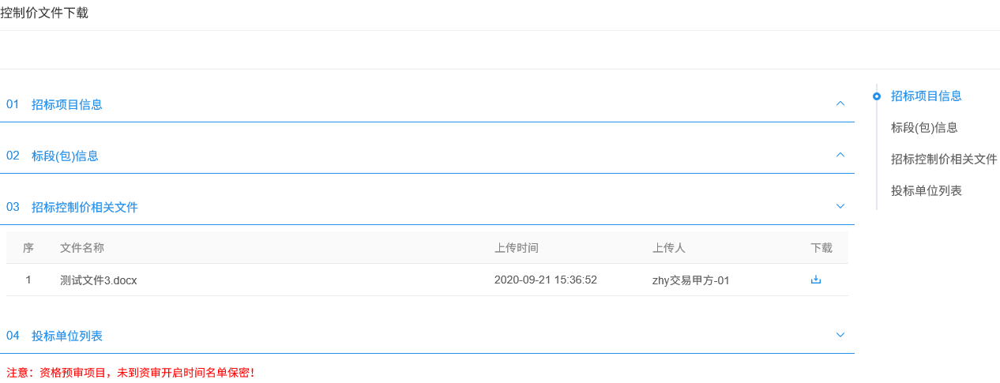 控制价文件下载
01 招标项目信息
02 标段(包)信息
03 招标控制价相关文件
序 文件名称 上传时间 上传人 下载
1 测试文件3.docx 2020-09-21 15:36:52 zhy交易甲方-01
04 投标单位列表
注意：资格预审项目，未到资审开启时间名单保密！
招标项目信息
标段(包)信息
招标控制价相关文件
投标单位列表